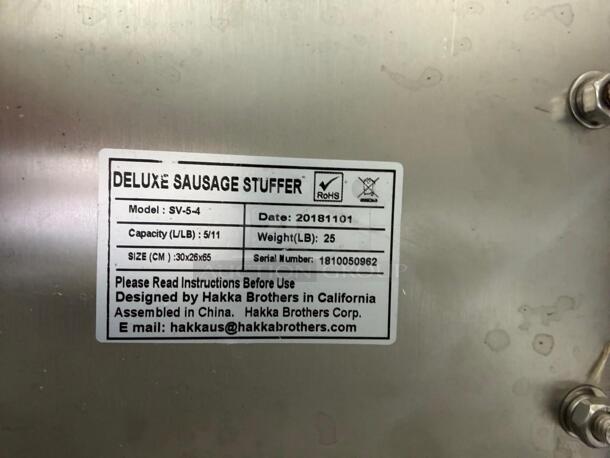 DELUXE SAUSAGE STUFFER RoHS
Model : SV-5-4 Date: 20181101
Capacity (L/LB) : 5/11 Weight(LB): 25
SIZE (CM) :30x26x65 Serial Number: 1810050962
Please Read Instructions Before Use
Designed by Hakka Brothers in California
Assembled in China. Hakka Brothers Corp.
E mail: hakkaus@hakkabrothers.com